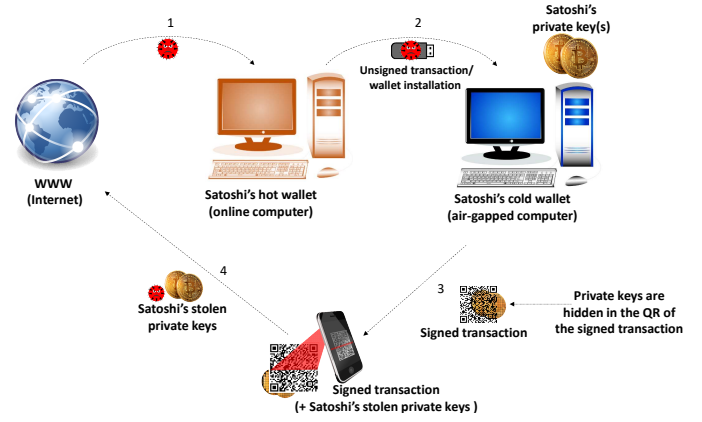 1
2
Satoshi's
private key(s)
Unsigned transaction/
wallet installation
WWW
(Internet)
Satoshi's hot wallet
(online computer)
Satoshi's cold wallet
(air-gapped computer)
4
Satoshi's stolen
private keys
3
Signed transaction
Private keys are
hidden in the QR of
the signed transaction
Signed transaction
(+ Satoshi's stolen private keys )